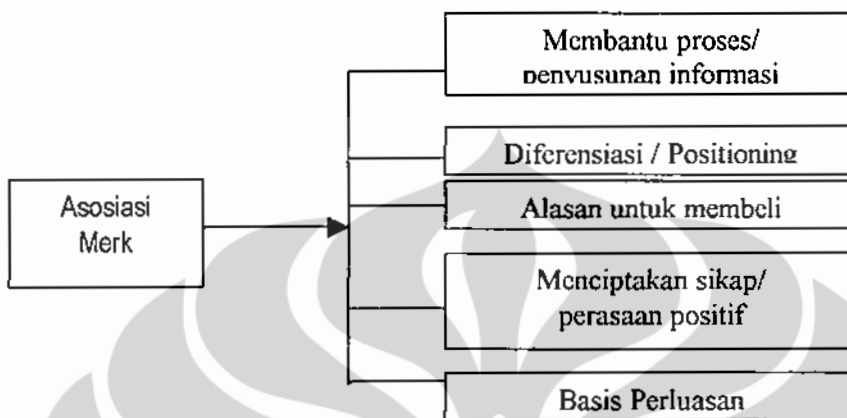 Membantu proses/
penyusunan informasi
Diferensiasi / Positioning
Asosiasi
Merk
Alasan untuk membeli
Menciptakan sikap/
perasaan positif
Basis Perluasan